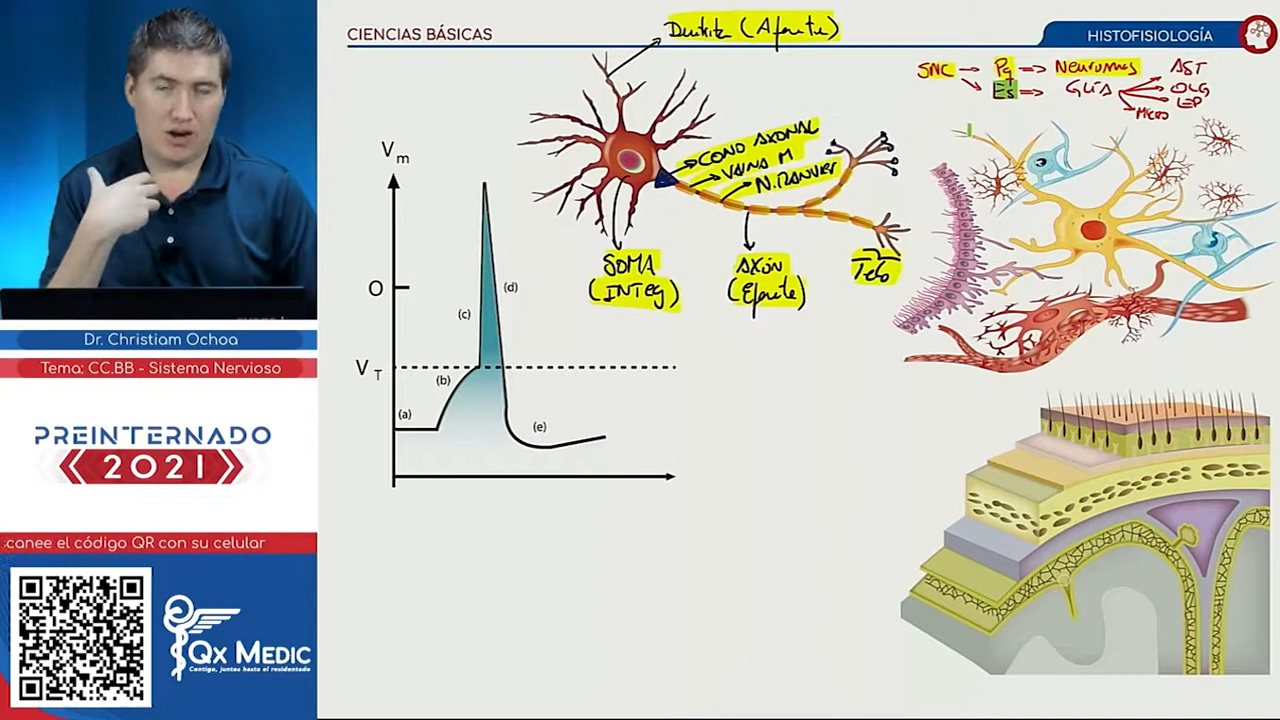 CIENCIAS BÁSICAS
HISTOFISIOLOGÍA
(Aferente)
SNC → Pq ⇒ Neuronas
Es ⇒ GLÍA
AST
OLG
EP
MICRO
CONO AXONAL
VAINA M
N. RANVIER
SOMA
(INTEG)
AXÓN
(Eferente)
Vm
O
VT
(a)
(b)
(c)
(d)
(e)
Dr. Christiam Ochoa
Tema: CC.BB - Sistema Nervioso
PREINTERNADO
2021
canee el código QR con su celular
Qx MEDIC
Contigo, juntos hasta el residentado